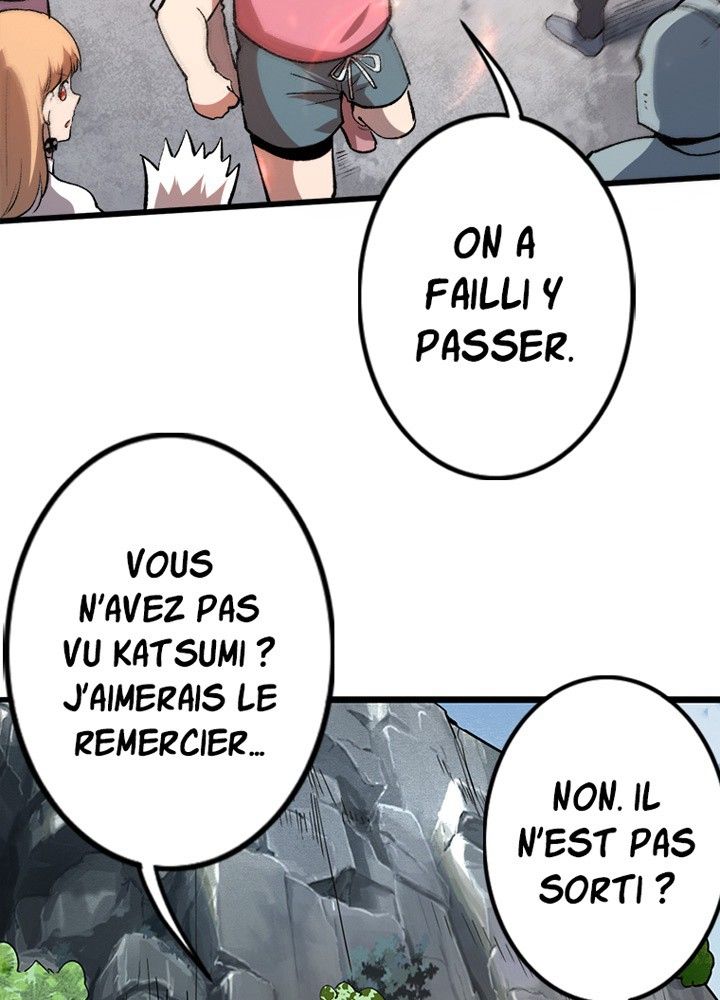 ON A
FAILLI Y
PASSER.
VOUS
N'AVEZ PAS
VU KATSUMI ?
J'AIMERAIS LE
REMERCIER...
NON. IL
N'EST PAS
SORTI ?